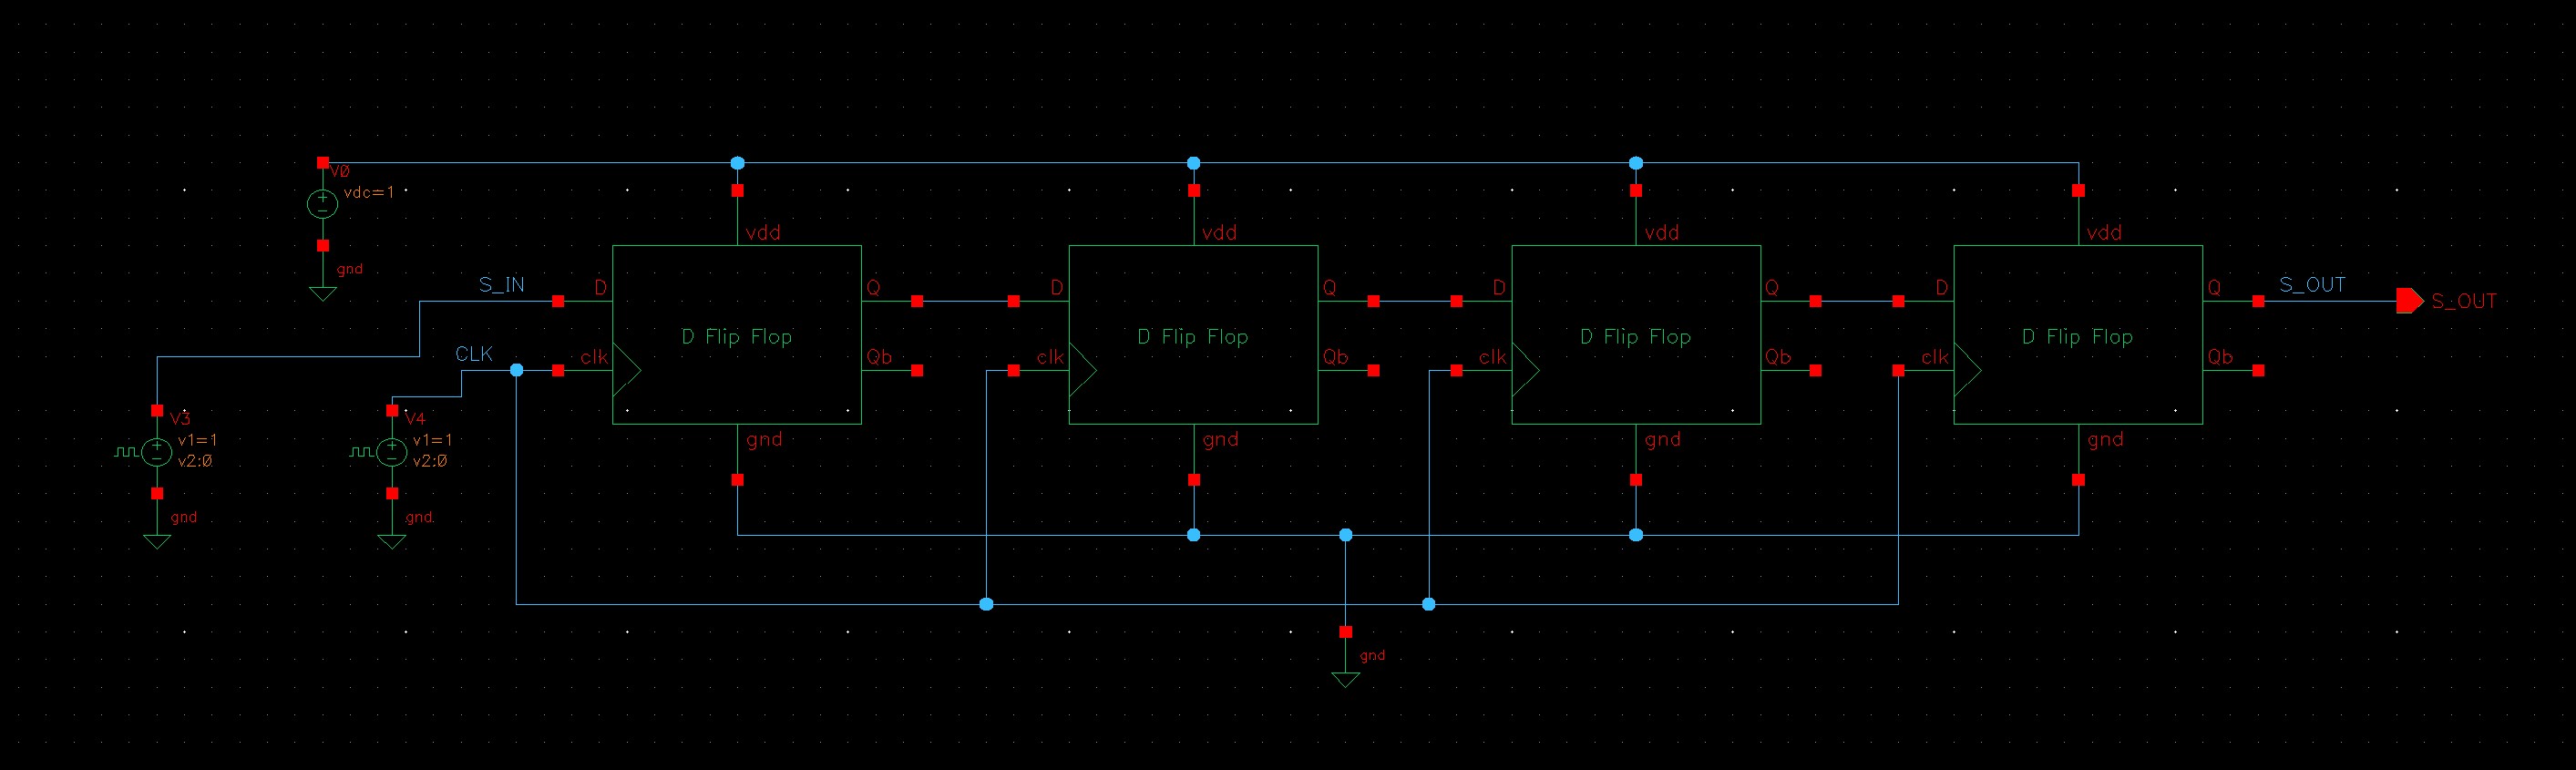 V0
vdc=1
gnd
vdd
vdd
vdd
vdd
S_IN
D
Q
D
Q
D
Q
D
Q
S_OUT
S_OUT
D Flip Flop
D Flip Flop
D Flip Flop
D Flip Flop
CLK
clk
Qb
clk
Qb
clk
Qb
clk
Qb
V3
v1=1
v2:0
gnd
V4
v1=1
v2:0
gnd
gnd
gnd
gnd
gnd
gnd